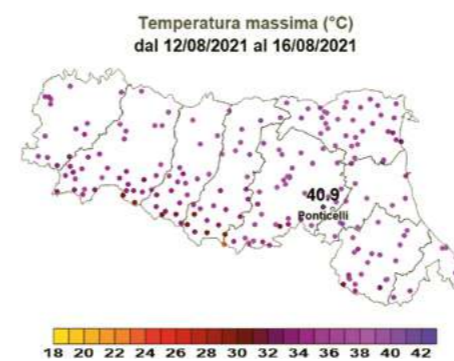 Temperatura massima (°C)
dal 12/08/2021 al 16/08/2021
40.9
Ponticelli
18 20 22 24 26 28 30 32 34 36 38 40 42